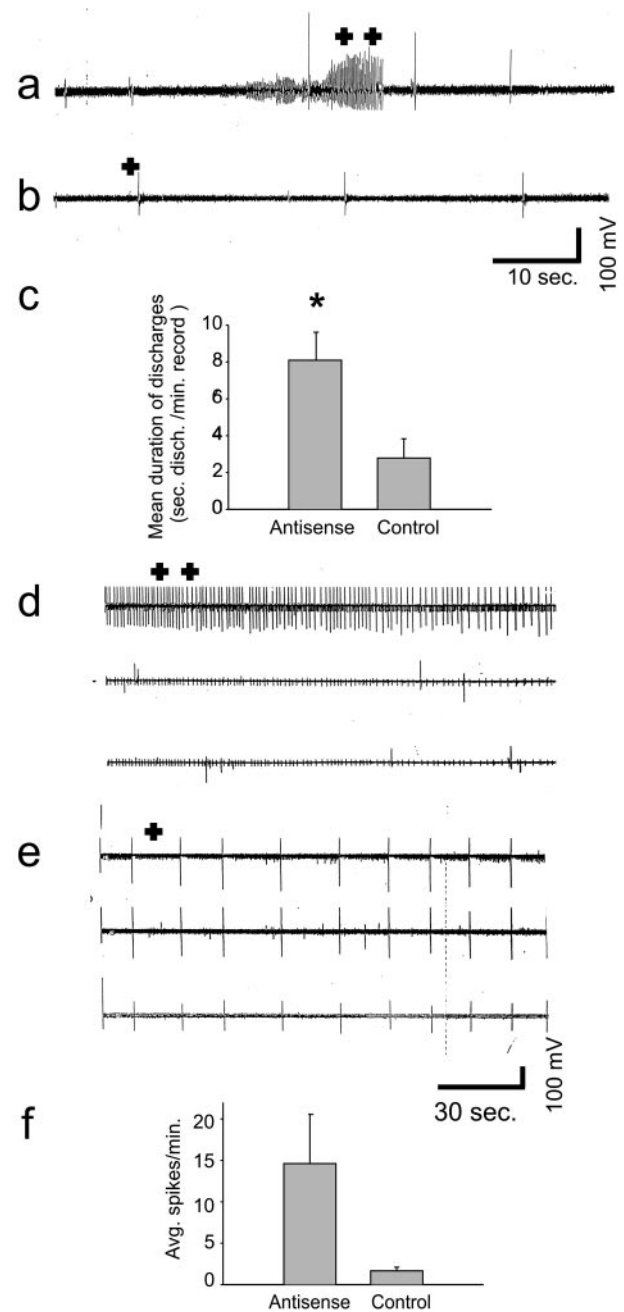 a
b
10 sec.
100 mV
c
*
Mean duration of discharges
(sec. disch. /min. record )
10
8
6
4
2
0
Antisense
Control
d
e
30 sec.
100 mV
f
Avg. spikes/min.
20
15
10
5
0
Antisense
Control